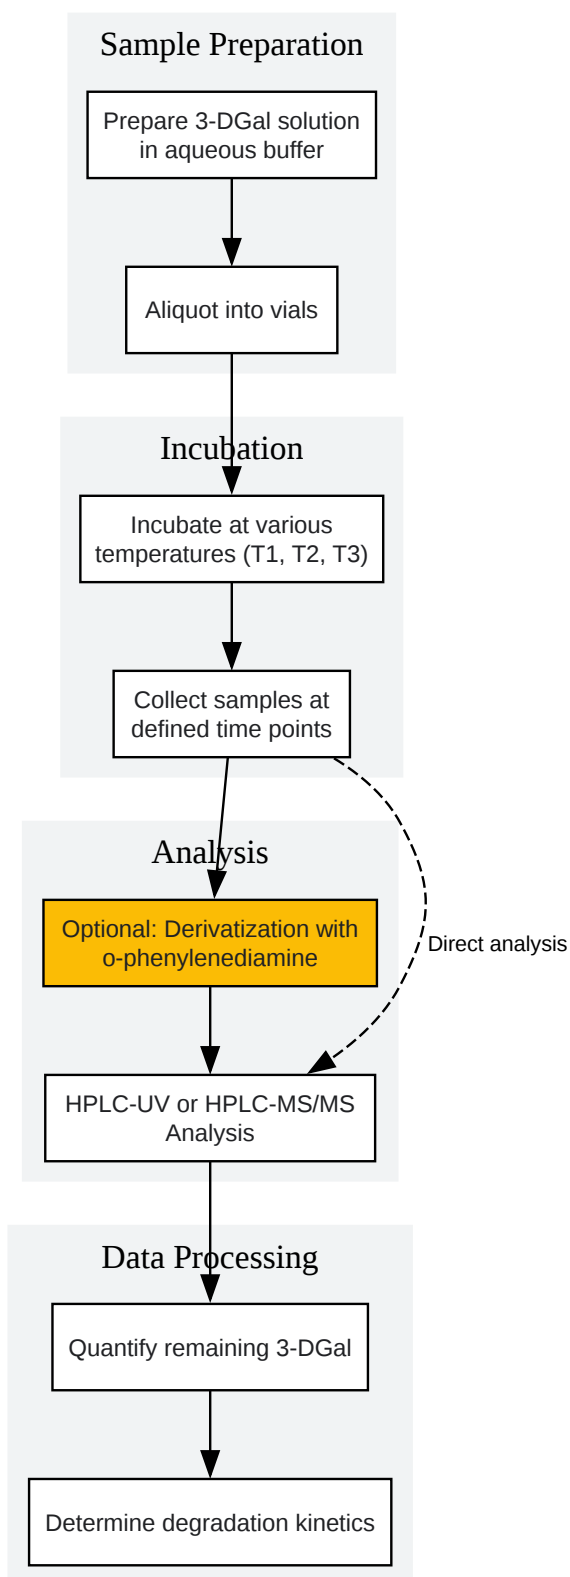 Sample Preparation
Prepare 3-DGal solution
in aqueous buffer
Aliquot into vials
Incubation
Incubate at various
temperatures (T1, T2, T3)
Collect samples at
defined time points
Analysis
Optional: Derivatization with
o-phenylenediamine
Direct analysis
HPLC-UV or HPLC-MS/MS
Analysis
Data Processing
Quantify remaining 3-DGal
Determine degradation kinetics